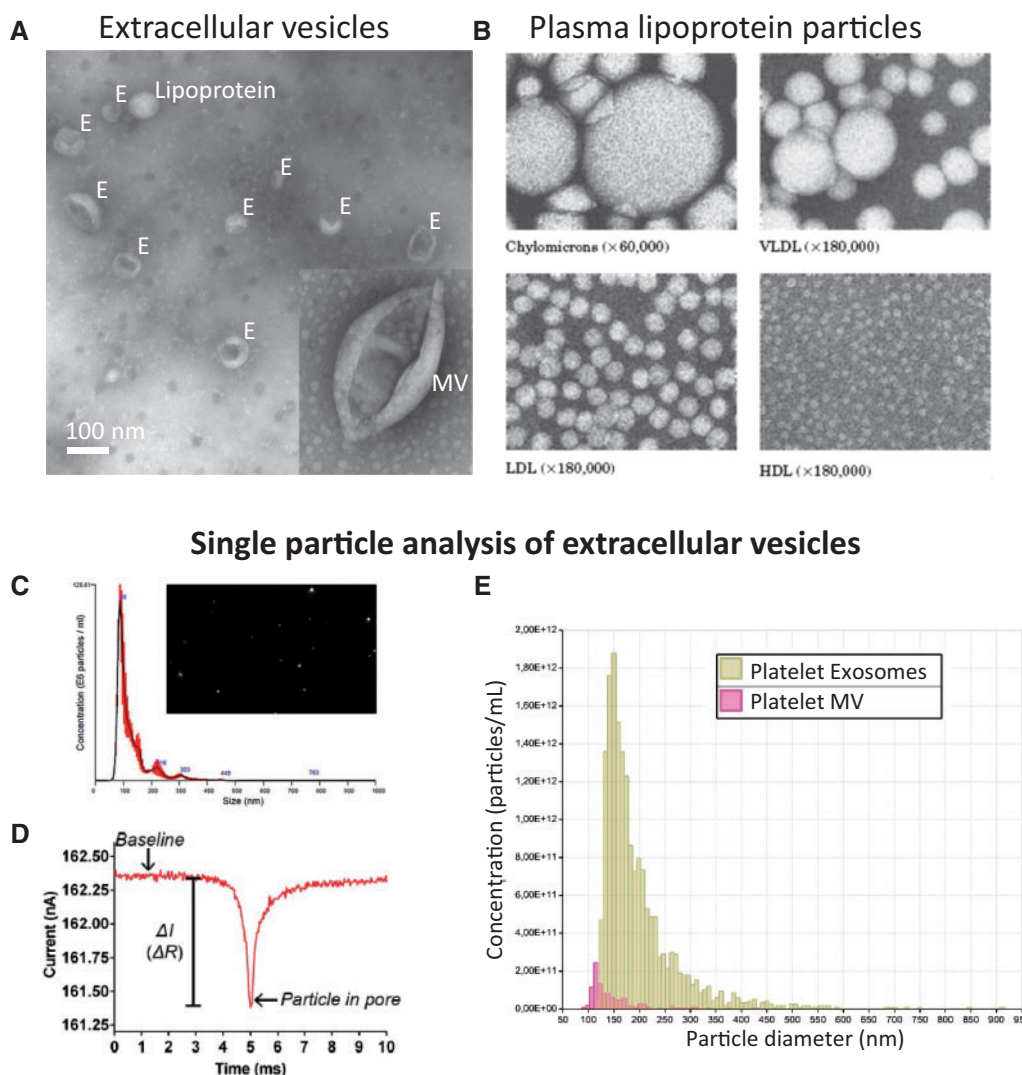 A Extracellular vesicles
E Lipoprotein
E
E
E
E
E
E
E
MV
100 nm
B Plasma lipoprotein particles
Chylomicrons (×60,000)
VLDL (×180,000)
LDL (×180,000)
HDL (×180,000)
Single particle analysis of extracellular vesicles
C
Concentration (E6 particles / ml)
303
449
763
0 100 200 300 400 500 600 700 800 900 1000
Size (nm)
D
Baseline
162.50
162.25
162.00
161.75
161.50
161.25
Current (nA)
ΔI
(ΔR)
Particle in pore
0 1 2 3 4 5 6 7 8 9 10
Time (ms)
E
Platelet Exosomes
Platelet MV
Concentration (particles/mL)
2,00E+12
1,80E+12
1,60E+12
1,40E+12
1,20E+12
1,00E+12
8,00E+11
6,00E+11
4,00E+11
2,00E+11
0,00E+00
50 100 150 200 250 300 350 400 450 500 550 600 650 700 750 800 850 900 95
Particle diameter (nm)